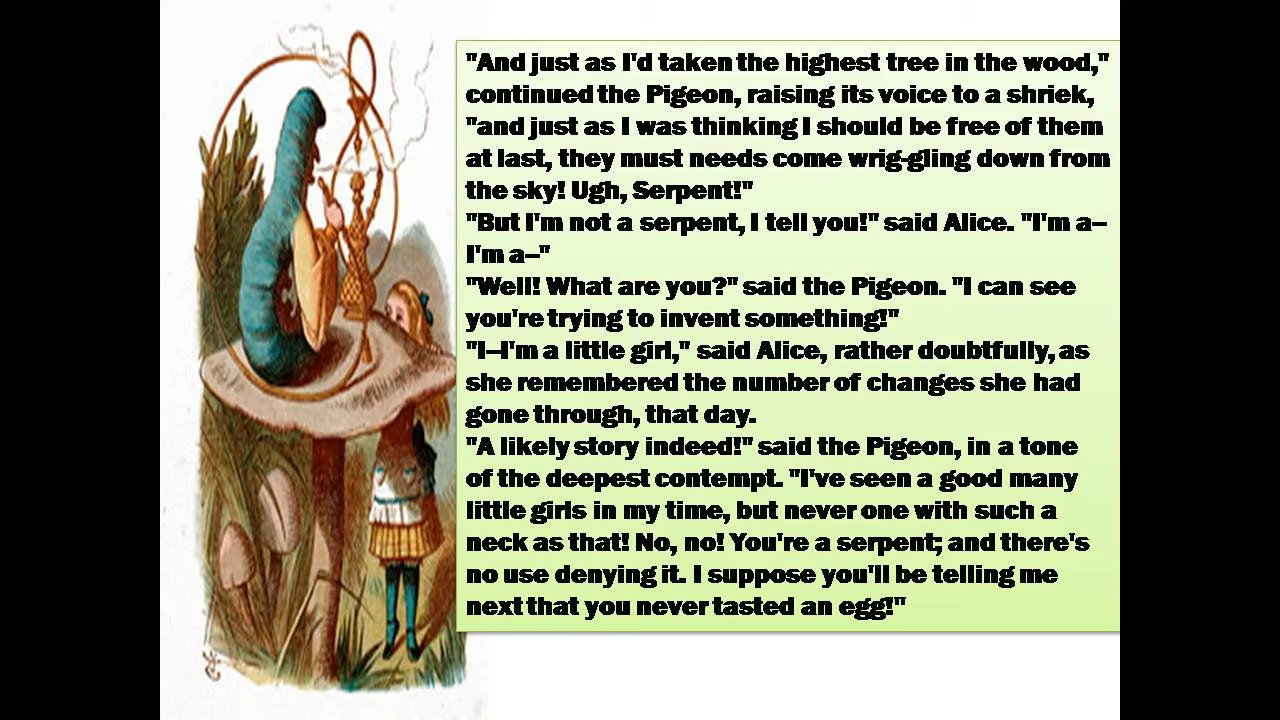 "And just as I'd taken the highest tree in the wood,"
continued the Pigeon, raising its voice to a shriek,
"and just as I was thinking I should be free of them
at last, they must needs come wrig-gling down from
the sky! Ugh, Serpent!"
"But I'm not a serpent, I tell you!" said Alice. "I'm a--
I'm a--"
"Well! What are you?" said the Pigeon. "I can see
you're trying to invent something!"
"I--I'm a little girl," said Alice, rather doubtfully, as
she remembered the number of changes she had
gone through, that day.
"A likely story indeed!" said the Pigeon, in a tone
of the deepest contempt. "I've seen a good many
little girls in my time, but never one with such a
neck as that! No, no! You're a serpent; and there's
no use denying it. I suppose you'll be telling me
next that you never tasted an egg!"